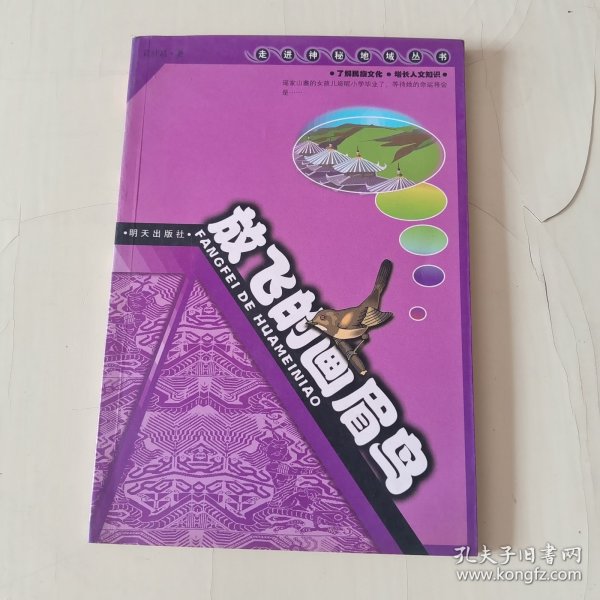 走进神秘地域丛书
•了解民族文化 •增长人文知识•
瑶家山寨的女孩儿培妮小学毕业了，等待她的命运将会
是……
•明天出版社•
放飞的画眉鸟
FANGFEI DE HUAMEINIAO
孔夫子旧书网
www.kongfz.com